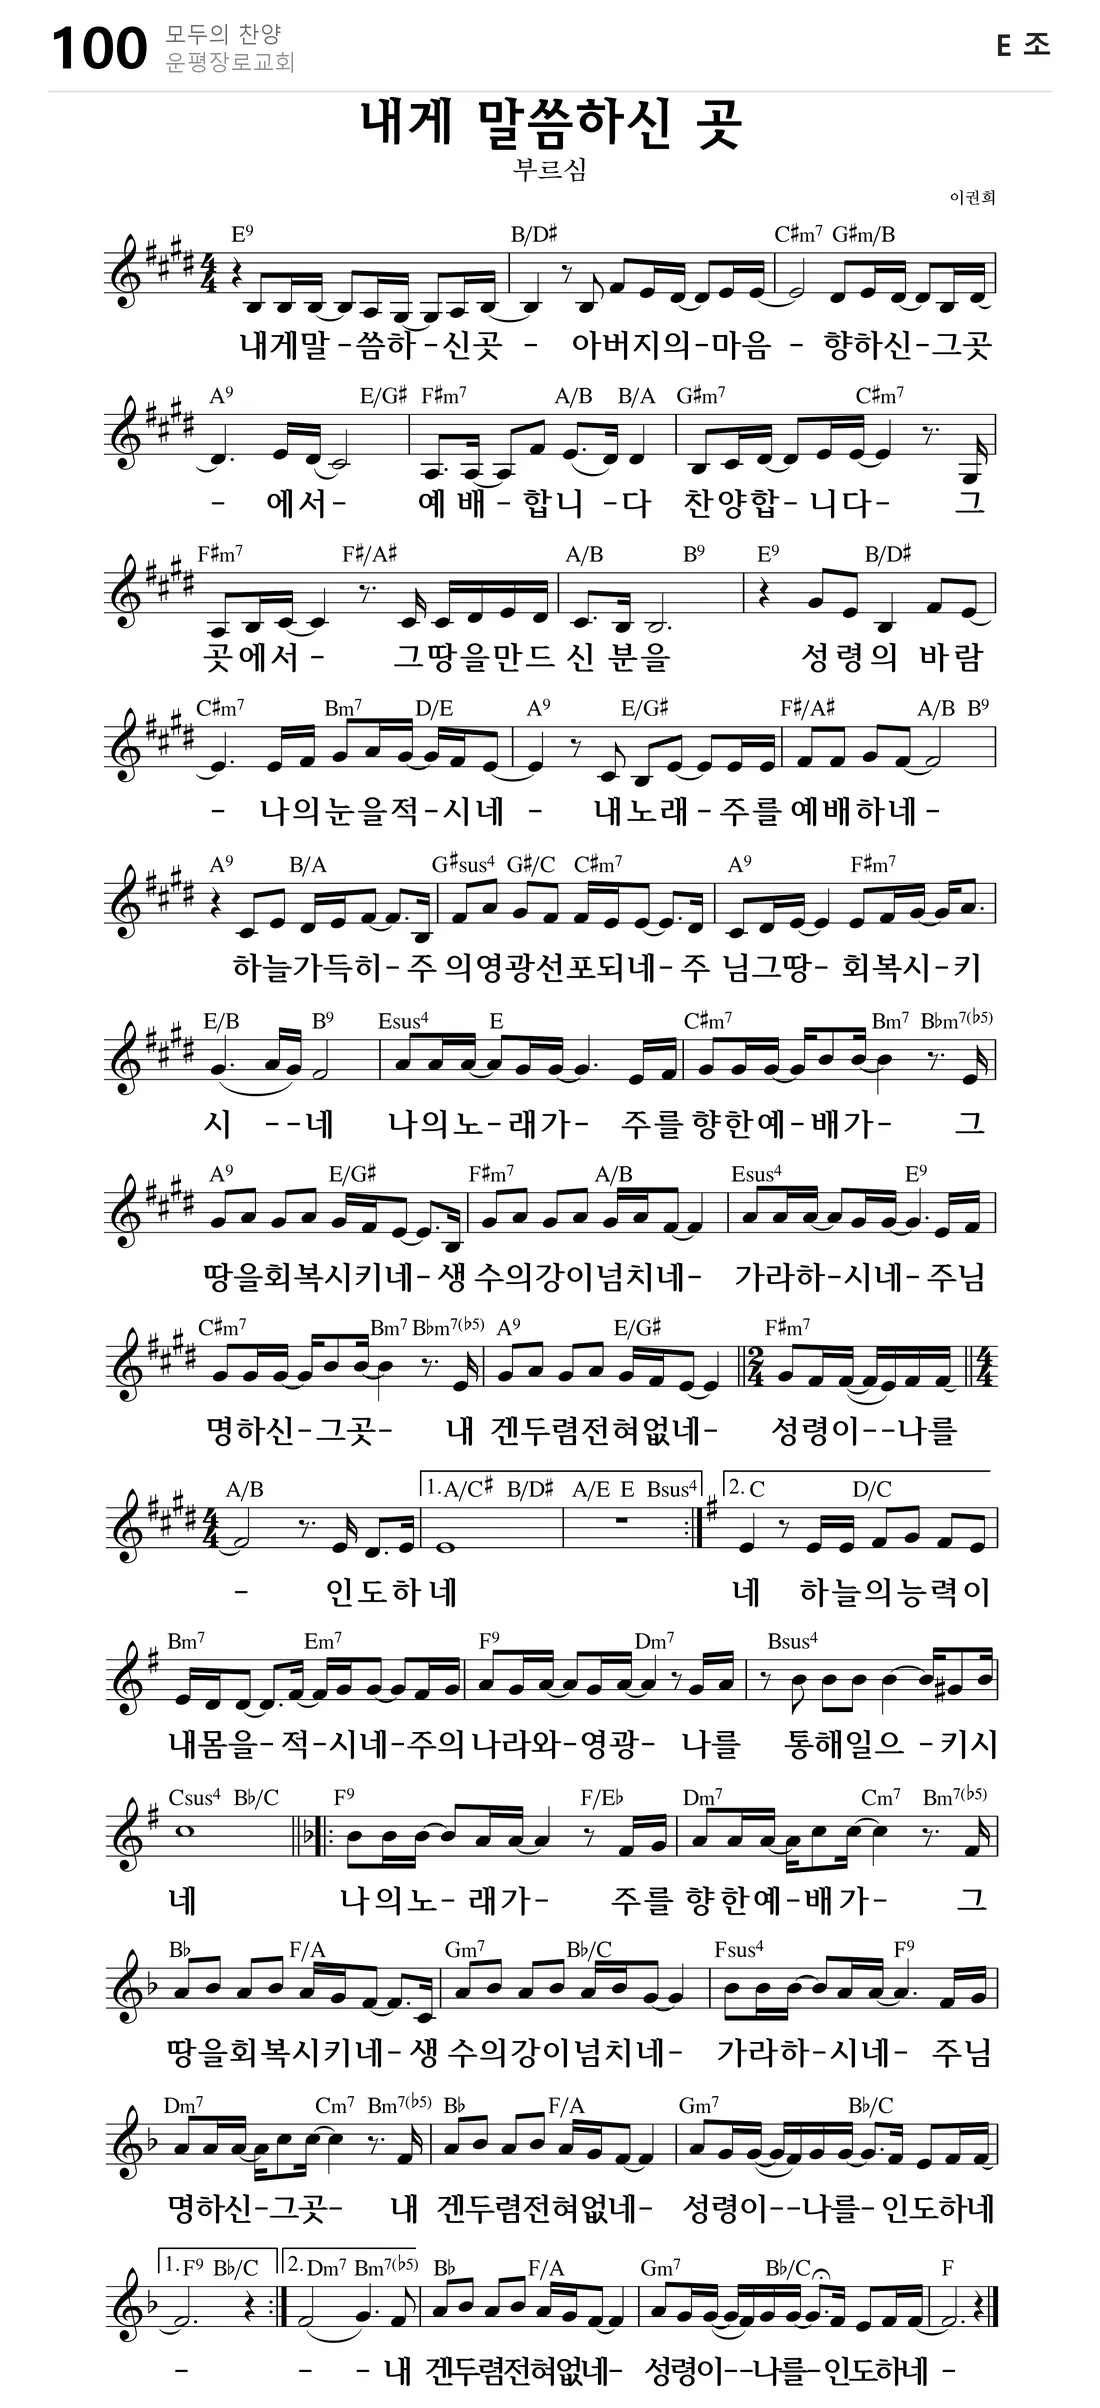 100 모두의 찬양
운평장로교회
E 조
내게 말씀하신 곳
부르심
이권희
E9 B/D♯ C♯m7 G♯m/B
내게말-씀하-신곳 - 아버지의-마음 - 향하신-그곳
A9 E/G♯ F♯m7 A/B B/A G♯m7 C♯m7
- 에서- 예배-합니-다 찬양합-니다- 그
F♯m7 F♯/A♯ A/B B9 E9 B/D♯
곳에서- 그땅을만드신분을 성령의 바람
C♯m7 Bm7 D/E A9 E/G♯ F♯/A♯ A/B B9
- 나의눈을적-시네 - 내노래-주를예배하네-
A9 B/A G♯sus4 G♯/C C♯m7 A9 F♯m7
하늘가득히-주의영광선포되네-주님그땅-회복시-키
E/B B9 Esus4 E C♯m7 Bm7 B♭m7(♭5)
시 --네 나의노-래가- 주를향한예-배가- 그
A9 E/G♯ F♯m7 A/B Esus4 E9
땅을회복시키네-생수의강이넘치네- 가라하-시네-주님
C♯m7 Bm7 B♭m7(♭5) A9 E/G♯ F♯m7
2 4 4 4
명하신-그곳- 내 겐두렴전혀없네- 성령이--나를
A/B 1. A/C♯ B/D♯ A/E E Bsus4 2. C D/C
4 4
- 인도하네 네 하늘의능력이
Bm7 Em7 F9 Dm7 Bsus4
내몸을-적-시네-주의나라와-영광- 나를 통해일으-키시
Csus4 B♭/C F9 F/E♭ Dm7 Cm7 Bm7(♭5)
네 나의노-래가- 주를향한예-배가- 그
B♭ F/A Gm7 B♭/C Fsus4 F9
땅을회복시키네-생수의강이넘치네- 가라하-시네- 주님
Dm7 Cm7 Bm7(♭5) B♭ F/A Gm7 B♭/C
명하신-그곳- 내 겐두렴전혀없네- 성령이--나를-인도하네
1. F9 B♭/C 2. Dm7 Bm7(♭5) B♭ F/A Gm7 B♭/C F
- - -내 겐두렴전혀없네- 성령이--나를-인도하네 -